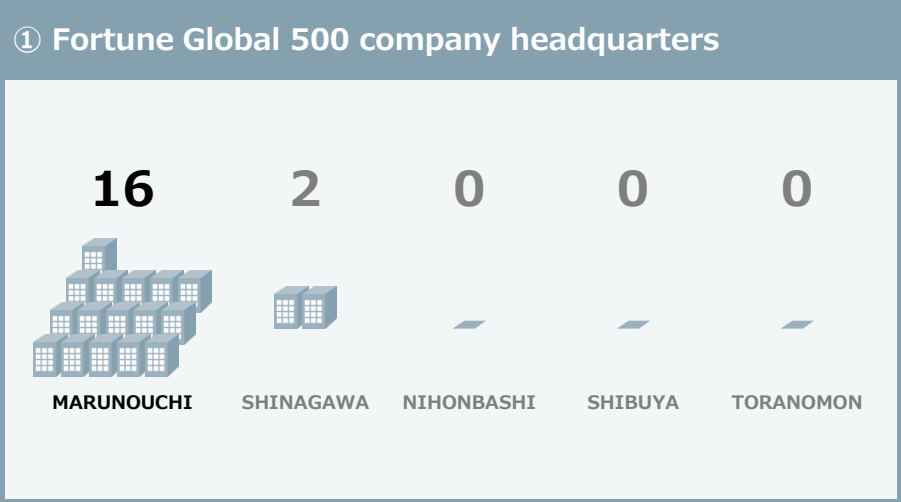 ① Fortune Global 500 company headquarters
16 2 0 0 0
MARUNOUCHI SHINAGAWA NIHONBASHI SHIBUYA TORANOMON